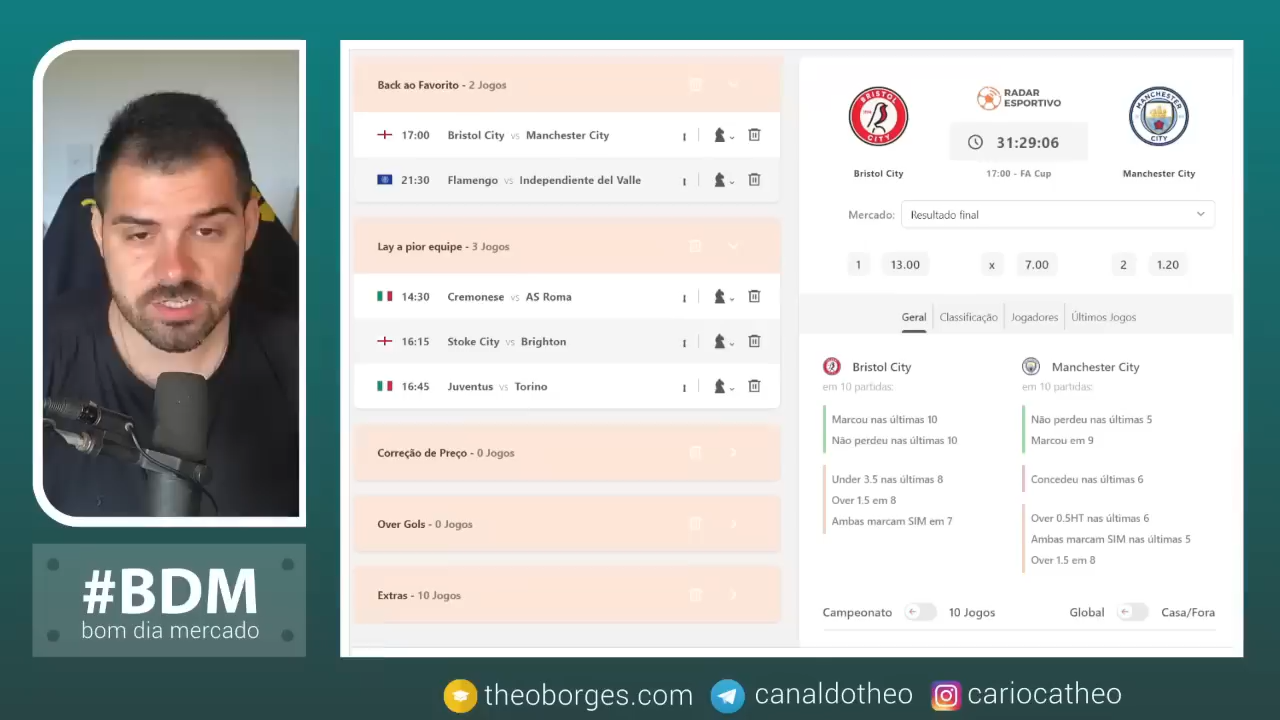 Back ao Favorito - 2 Jogos
17:00 Bristol City vs Manchester City
21:30 Flamengo vs Independiente del Valle
Lay a pior equipe - 3 Jogos
14:30 Cremonese vs AS Roma
16:15 Stoke City vs Brighton
16:45 Juventus vs Torino
Correção de Preço - 0 Jogos
Over Gols - 0 Jogos
Extras - 10 Jogos
BRISTOL CITY
RADAR ESPORTIVO
MANCHESTER CITY
31:29:06
Bristol City
17:00 - FA Cup
Manchester City
Mercado: Resultado final
1 13.00 x 7.00 2 1.20
Geral Classificação Jogadores Últimos Jogos
Bristol City
em 10 partidas:
Marcou nas últimas 10
Não perdeu nas últimas 10
Under 3.5 nas últimas 8
Over 1.5 em 8
Ambas marcam SIM em 7
Manchester City
em 10 partidas:
Não perdeu nas últimas 5
Marcou em 9
Concedeu nas últimas 6
Over 0.5HT nas últimas 6
Ambas marcam SIM nas últimas 5
Over 1.5 em 8
Campeonato 10 Jogos
Global Casa/Fora
#BDM
bom dia mercado
theoborges.com canaldotheo cariocatheo